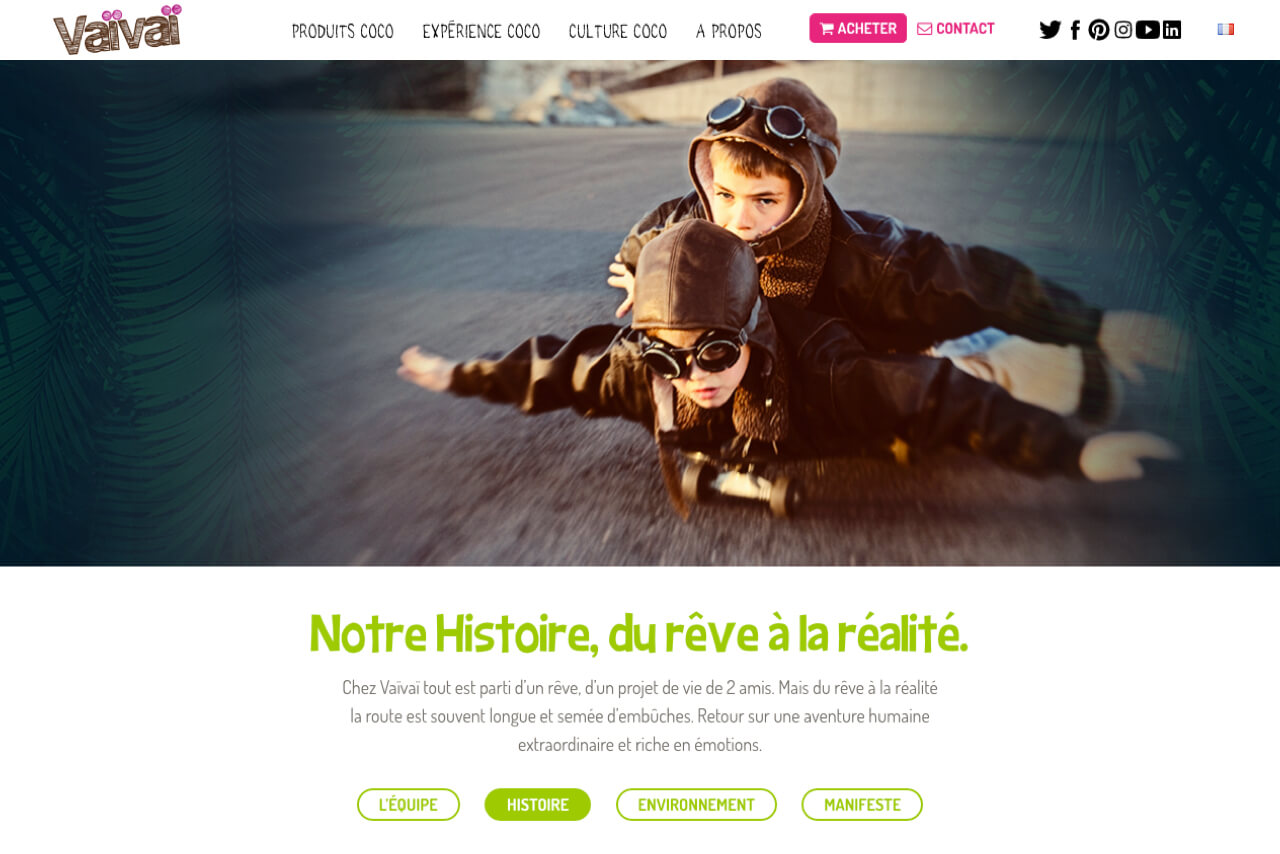 Vaïvaï
PRODUITS COCO
EXPÉRIENCE COCO
CULTURE COCO
A PROPOS
ACHETER
CONTACT
Notre Histoire, du rêve à la réalité.
Chez Vaïvaï tout est parti d’un rêve, d’un projet de vie de 2 amis. Mais du rêve à la réalité
la route est souvent longue et semée d’embûches. Retour sur une aventure humaine
extraordinaire et riche en émotions.
L’ÉQUIPE
HISTOIRE
ENVIRONNEMENT
MANIFESTE